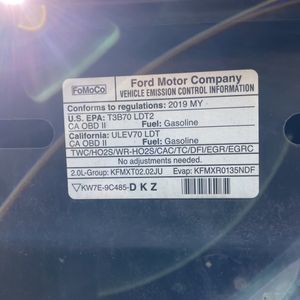 FoMoCo
Ford Motor Company
VEHICLE EMISSION CONTROL INFORMATION
Conforms to regulations: 2019 MY
U.S. EPA: T3B70 LDT2
CA OBD II Fuel: Gasoline
California: ULEV70 LDT
CA OBD II Fuel: Gasoline
TWC/HO2S/WR-HO2S/CAC/TC/DFI/EGR/EGRC
No adjustments needed.
2.0L-Group: KFMXT02.02JU Evap: KFMXR0135NDF
KW7E-9C485-DKZ